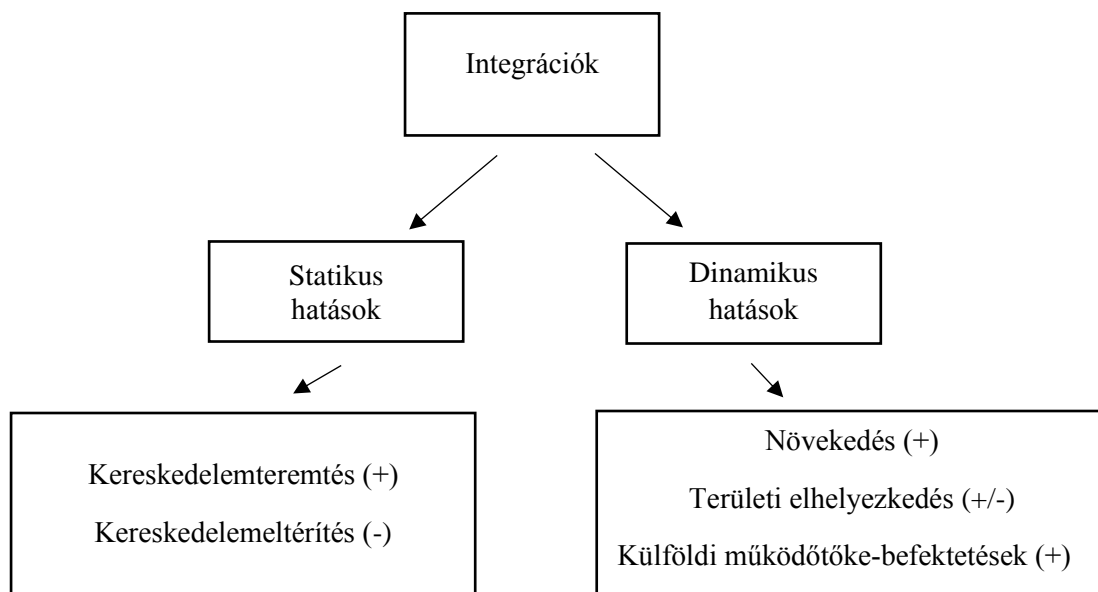 Integrációk
Statikus
hatások
Dinamikus
hatások
Kereskedelemteremtés (+)
Kereskedelemeltérítés (-)
Növekedés (+)
Területi elhelyezkedés (+/-)
Külföldi működőtőke-befektetések (+)